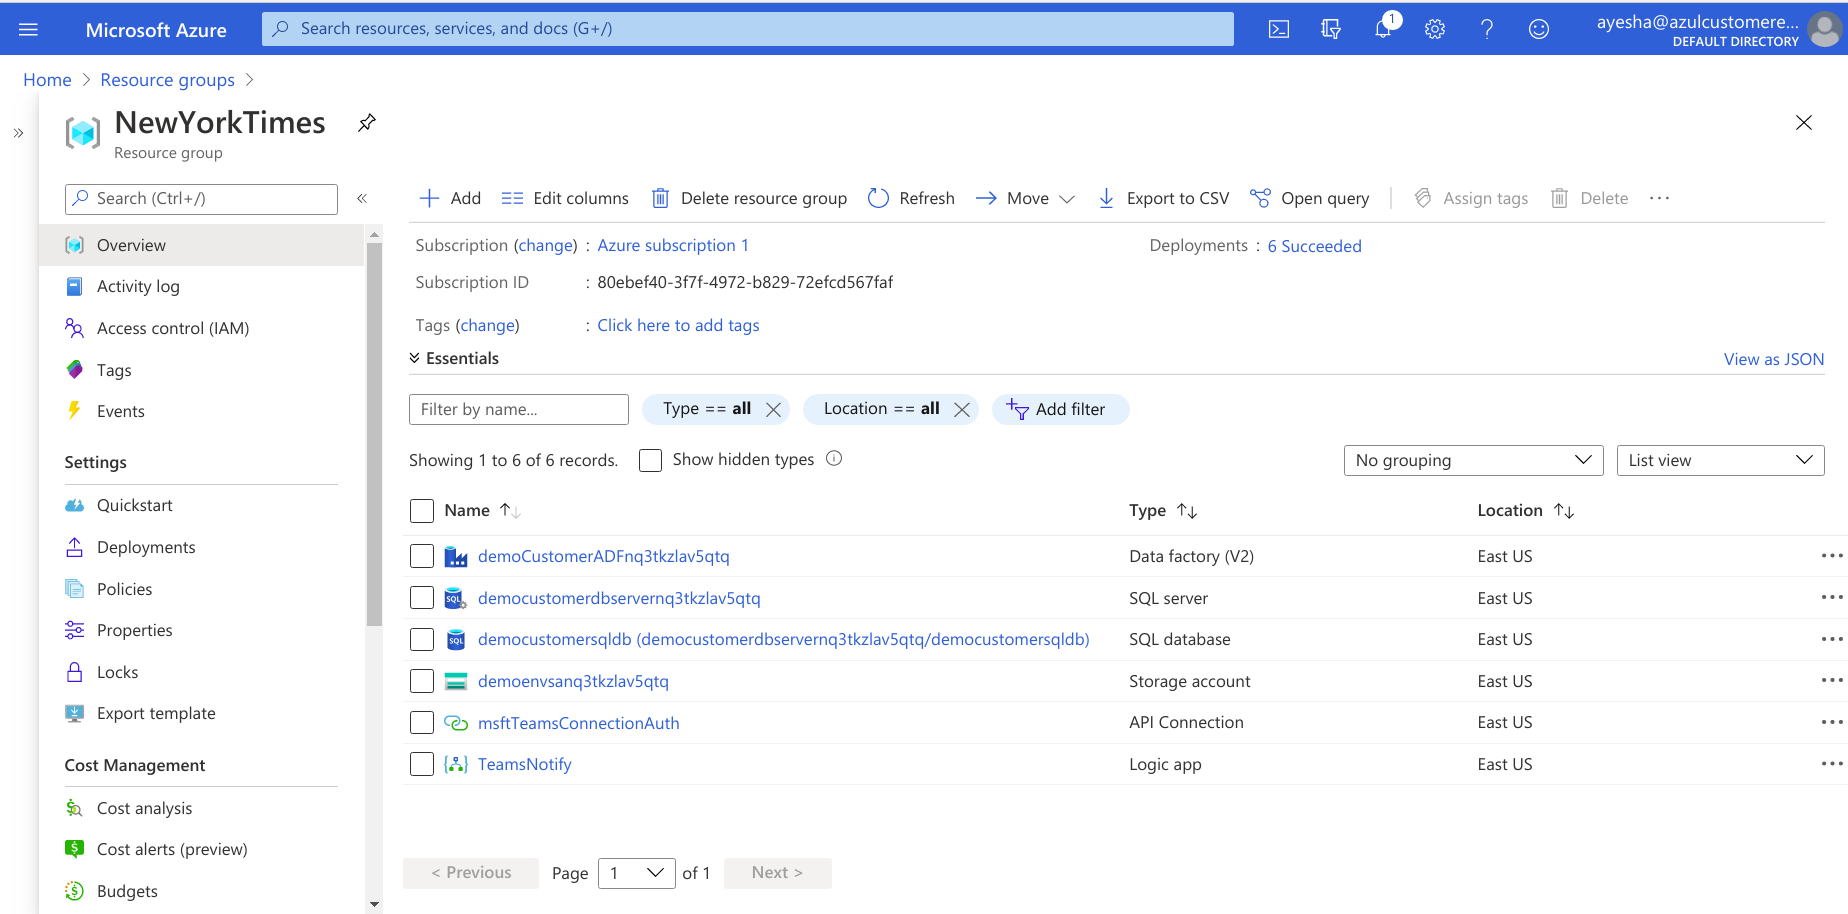 Microsoft Azure
Search resources, services, and docs (G+/)
1
ayesha@azulcustomere...
DEFAULT DIRECTORY
Home > Resource groups >
NewYorkTimes
Resource group
Search (Ctrl+/)
Overview
Activity log
Access control (IAM)
Tags
Events
Settings
Quickstart
Deployments
Policies
Properties
Locks
Export template
Cost Management
Cost analysis
Cost alerts (preview)
Budgets
Add
Edit columns
Delete resource group
Refresh
Move
Export to CSV
Open query
Assign tags
Delete
Subscription (change) : Azure subscription 1
Deployments : 6 Succeeded
Subscription ID : 80ebef40-3f7f-4972-b829-72efcd567faf
Tags (change) : Click here to add tags
Essentials
View as JSON
Filter by name...
Type == all
Location == all
Add filter
Showing 1 to 6 of 6 records.
Show hidden types
No grouping
List view
Name Type Location
demoCustomerADFnq3tkzlav5qtq Data factory (V2) East US
SQL democustomerdbservernq3tkzlav5qtq SQL server East US
SQL democustomersqldb (democustomerdbservernq3tkzlav5qtq/democustomersqldb) SQL database East US
demoenvsanq3tkzlav5qtq Storage account East US
msftTeamsConnectionAuth API Connection East US
TeamsNotify Logic app East US
< Previous Page 1 of 1 Next >